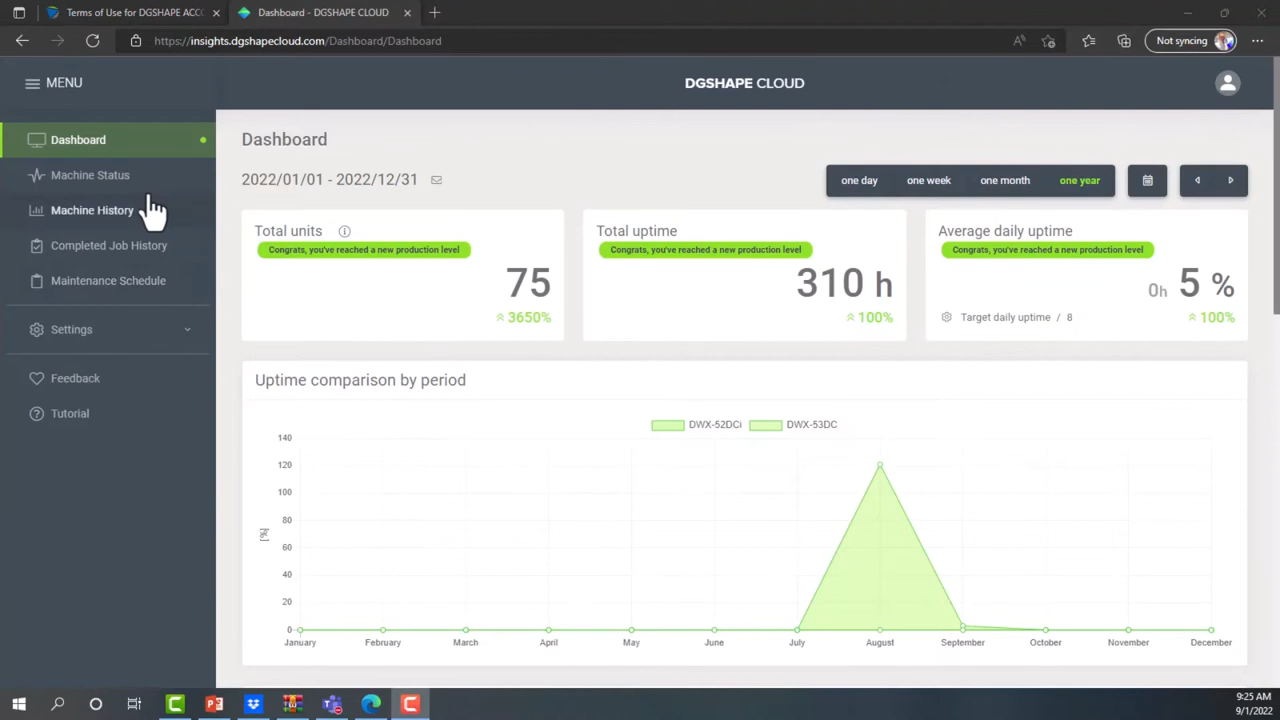 Terms of Use for DGSHAPE ACCO
Dashboard - DGSHAPE CLOUD
https://insights.dgshapecloud.com/Dashboard/Dashboard
Not syncing
MENU
DGSHAPE CLOUD
Dashboard
Machine Status
Machine History
Completed Job History
Maintenance Schedule
Settings
Feedback
Tutorial
Dashboard
2022/01/01 - 2022/12/31
one day one week one month one year
Total units
Congrats, you've reached a new production level
75
3650%
Total uptime
Congrats, you've reached a new production level
310 h
100%
Average daily uptime
Congrats, you've reached a new production level
0h 5 %
Target daily uptime / 8
100%
Uptime comparison by period
DWX-52DCi DWX-53DC
140
120
100
80
60
40
20
0
[%]
January February March April May June July August September October November December
9:25 AM
9/1/2022